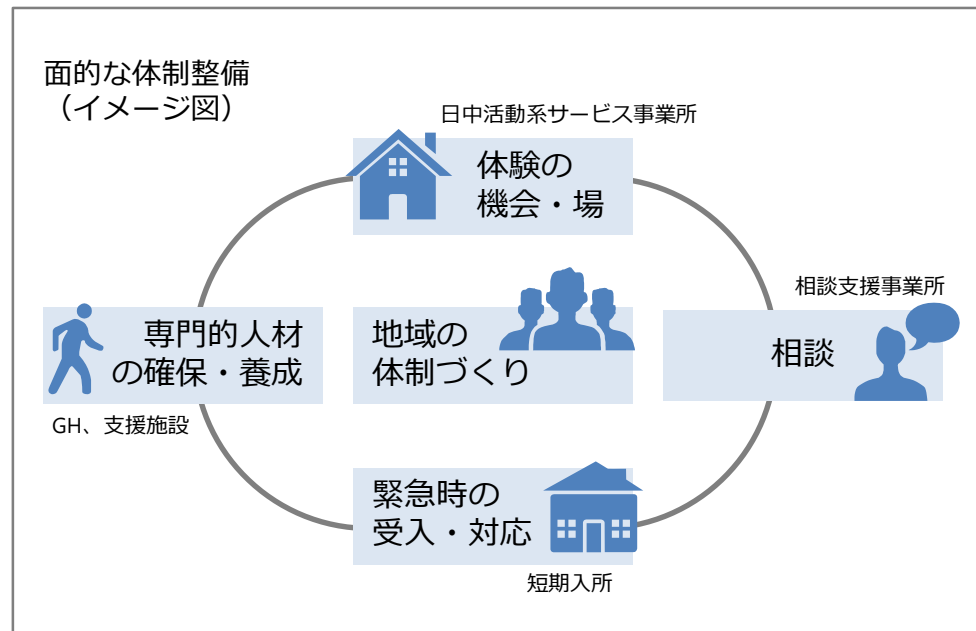 面的な体制整備
（イメージ図）
日中活動系サービス事業所
体験の
機会・場
相談支援事業所
専門的人材
の確保・養成
地域の
体制づくり
相談
GH、支援施設
緊急時の
受入・対応
短期入所